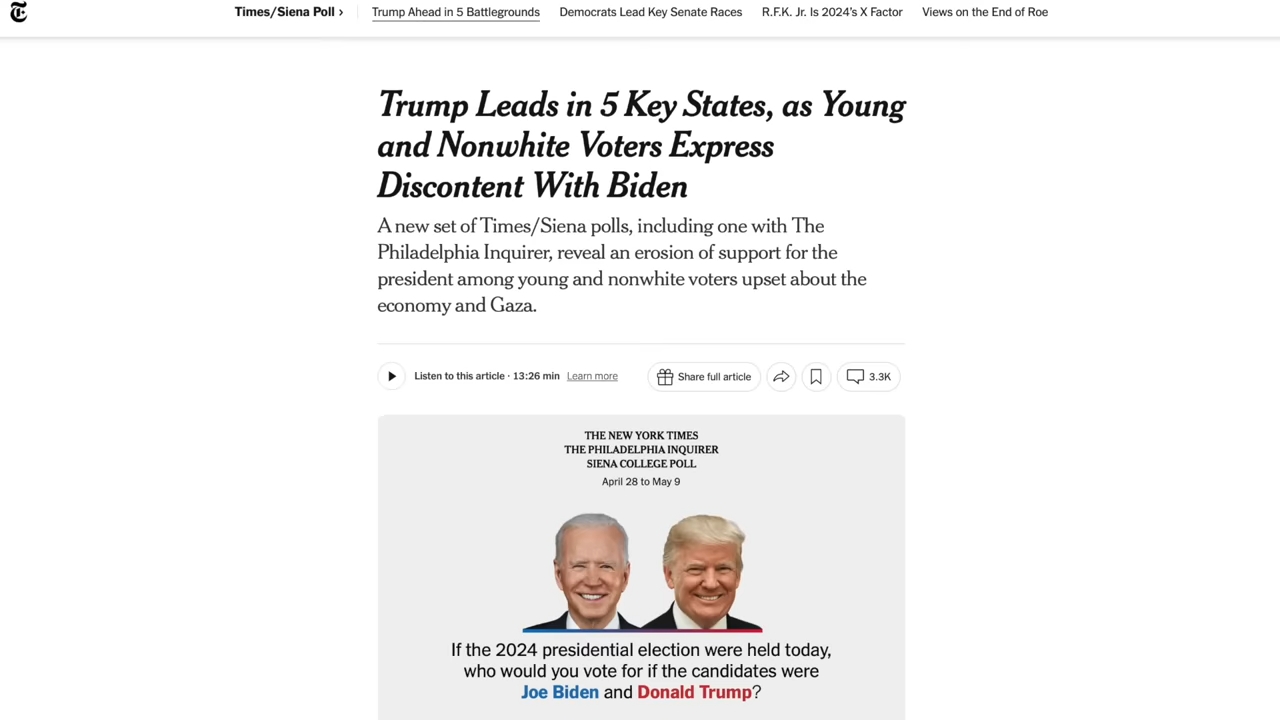 Times/Siena Poll › Trump Ahead in 5 Battlegrounds Democrats Lead Key Senate Races R.F.K. Jr. Is 2024’s X Factor Views on the End of Roe
Trump Leads in 5 Key States, as Young
and Nonwhite Voters Express
Discontent With Biden
A new set of Times/Siena polls, including one with The
Philadelphia Inquirer, reveal an erosion of support for the
president among young and nonwhite voters upset about the
economy and Gaza.
Listen to this article · 13:26 min Learn more Share full article 3.3K
THE NEW YORK TIMES
THE PHILADELPHIA INQUIRER
SIENA COLLEGE POLL
April 28 to May 9
If the 2024 presidential election were held today,
who would you vote for if the candidates were
Joe Biden and Donald Trump?